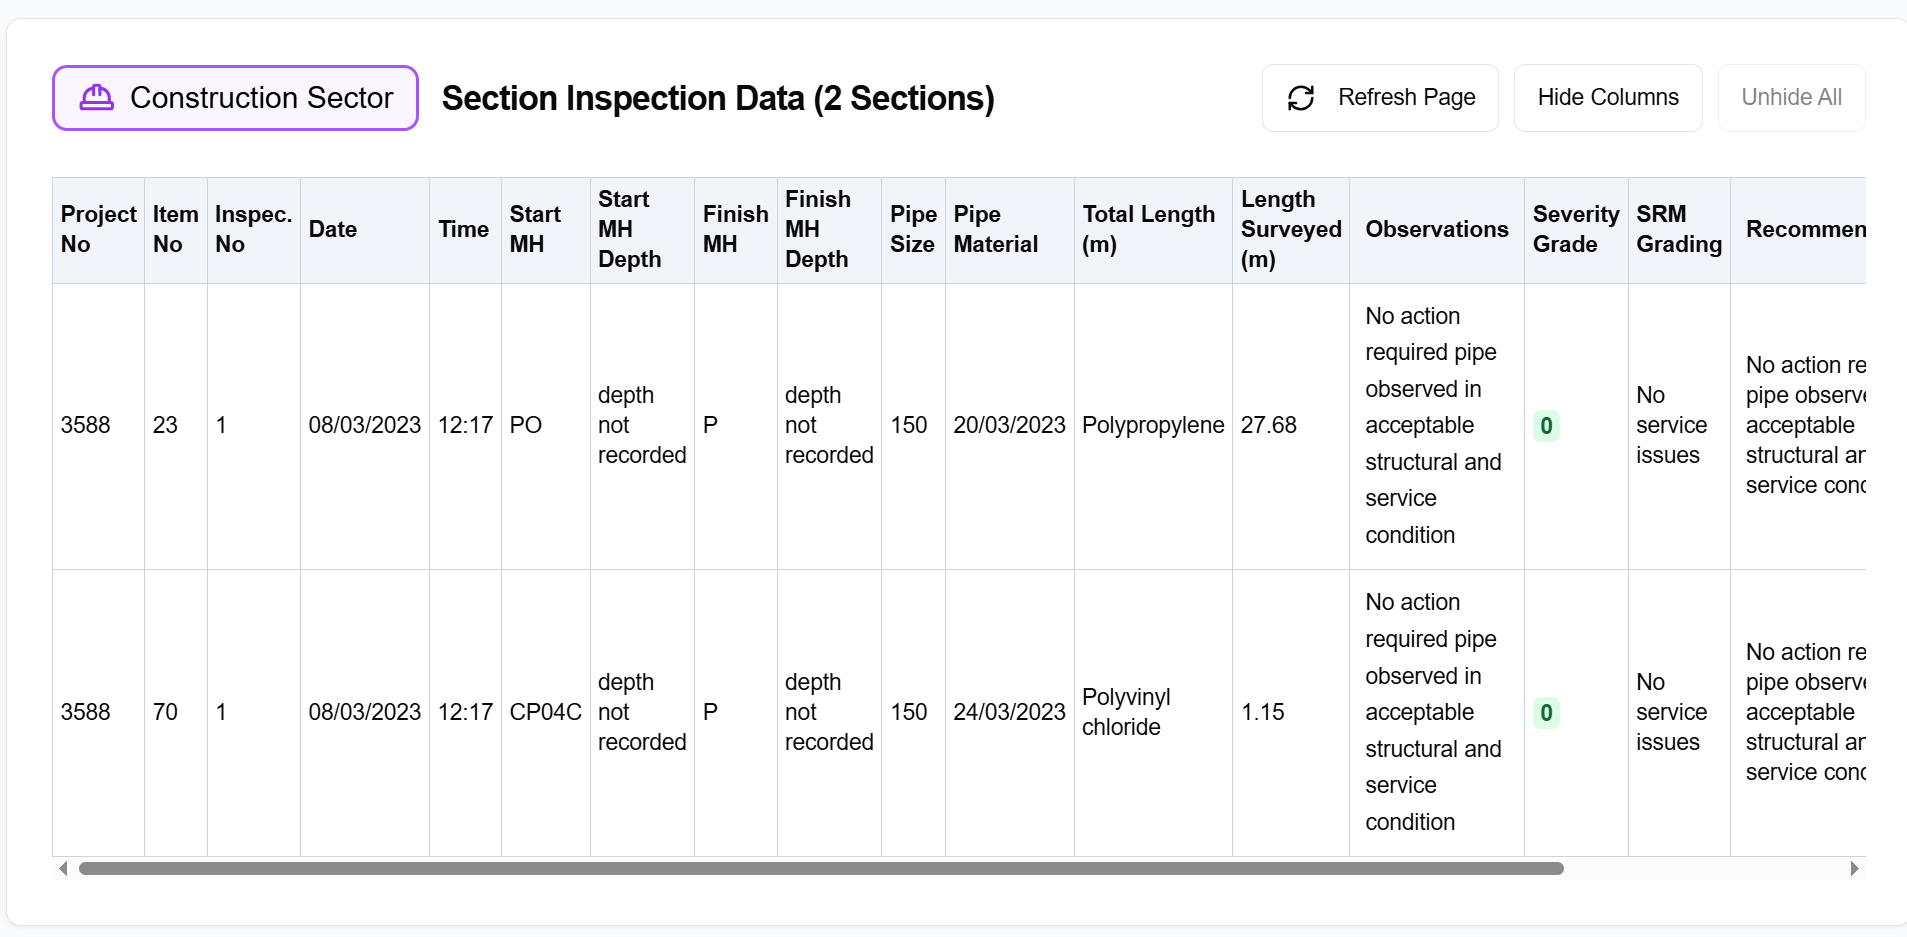 Construction Sector
Section Inspection Data (2 Sections)
Refresh Page
Hide Columns
Unhide All
Project
No
Item
No
Inspec.
No
Date
Time
Start
MH
Start
MH
Depth
Finish
MH
Finish
MH
Depth
Pipe
Size
Pipe
Material
Total Length
(m)
Length
Surveyed
(m)
Observations
Severity
Grade
SRM
Grading
Recommen
3588
23
1
08/03/2023
12:17
PO
depth
not
recorded
P
depth
not
recorded
150
20/03/2023
Polypropylene
27.68
No action
required pipe
observed in
acceptable
structural and
service
condition
0
No
service
issues
No action re
pipe observe
acceptable
structural an
service cond
3588
70
1
08/03/2023
12:17
CP04C
depth
not
recorded
P
depth
not
recorded
150
24/03/2023
Polyvinyl
chloride
1.15
No action
required pipe
observed in
acceptable
structural and
service
condition
0
No
service
issues
No action re
pipe observe
acceptable
structural an
service cond